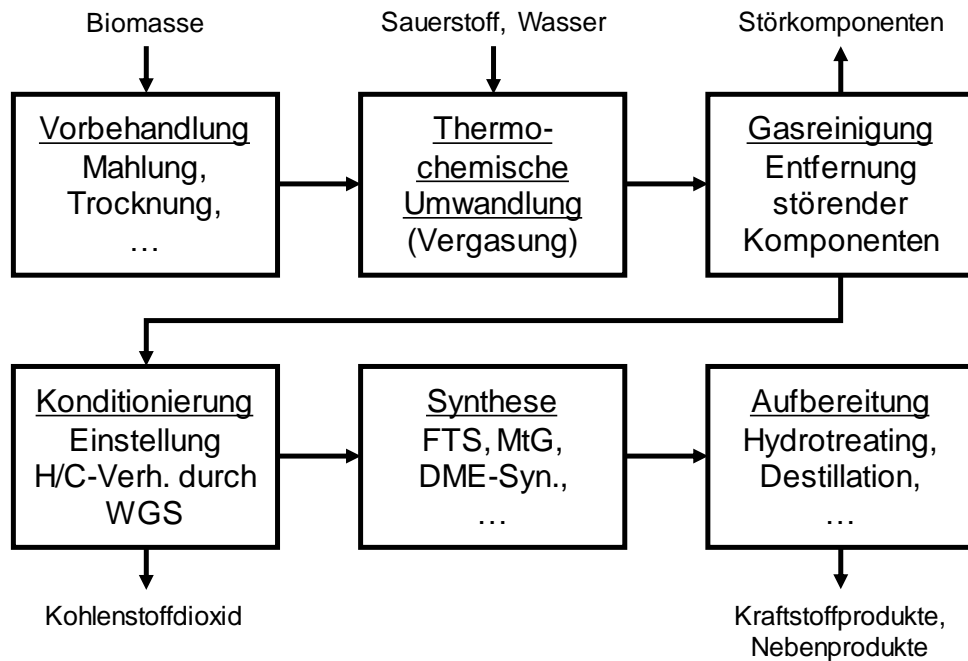 Biomasse
Sauerstoff, Wasser
Störkomponenten
Vorbehandlung
Mahlung,
Trocknung,
…
Thermo-
chemische
Umwandlung
(Vergasung)
Gasreinigung
Entfernung
störender
Komponenten
Konditionierung
Einstellung
H/C-Verh. durch
WGS
Synthese
FTS, MtG,
DME-Syn.,
…
Aufbereitung
Hydrotreating,
Destillation,
…
Kohlenstoffdioxid
Kraftstoffprodukte,
Nebenprodukte